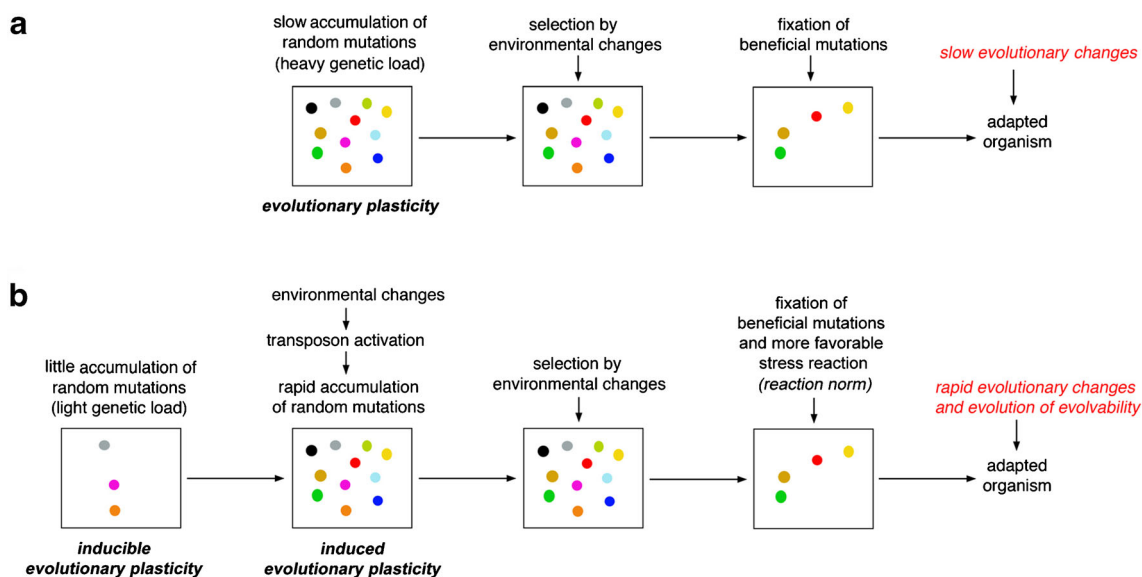 a
slow accumulation of
random mutations
(heavy genetic load)
evolutionary plasticity
selection by
environmental changes
fixation of
beneficial mutations
slow evolutionary changes
adapted
organism
b
little accumulation of
random mutations
(light genetic load)
inducible
evolutionary plasticity
environmental changes
transposon activation
rapid accumulation
of random mutations
induced
evolutionary plasticity
selection by
environmental changes
fixation of
beneficial mutations
and more favorable
stress reaction
(reaction norm)
rapid evolutionary changes
and evolution of evolvability
adapted
organism